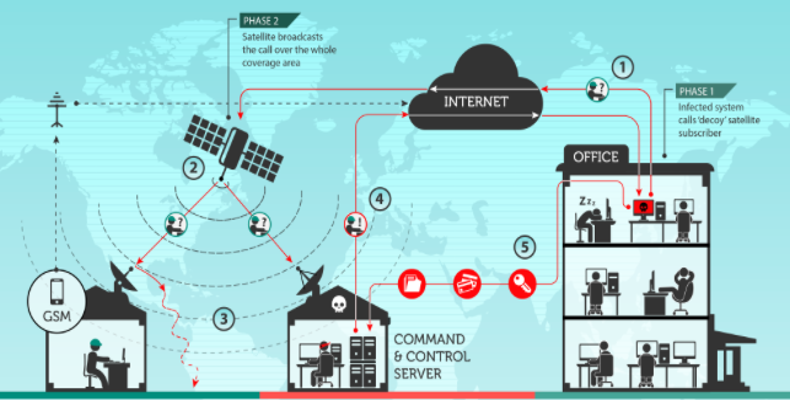 PHASE 2
Satellite broadcasts
the call over the whole
coverage area
1
INTERNET
PHASE 1
Infected system
calls 'decoy' satellite
subscriber
OFFICE
2
?
?
?
!
4
Zzz
5
GSM
3
COMMAND
& CONTROL
SERVER